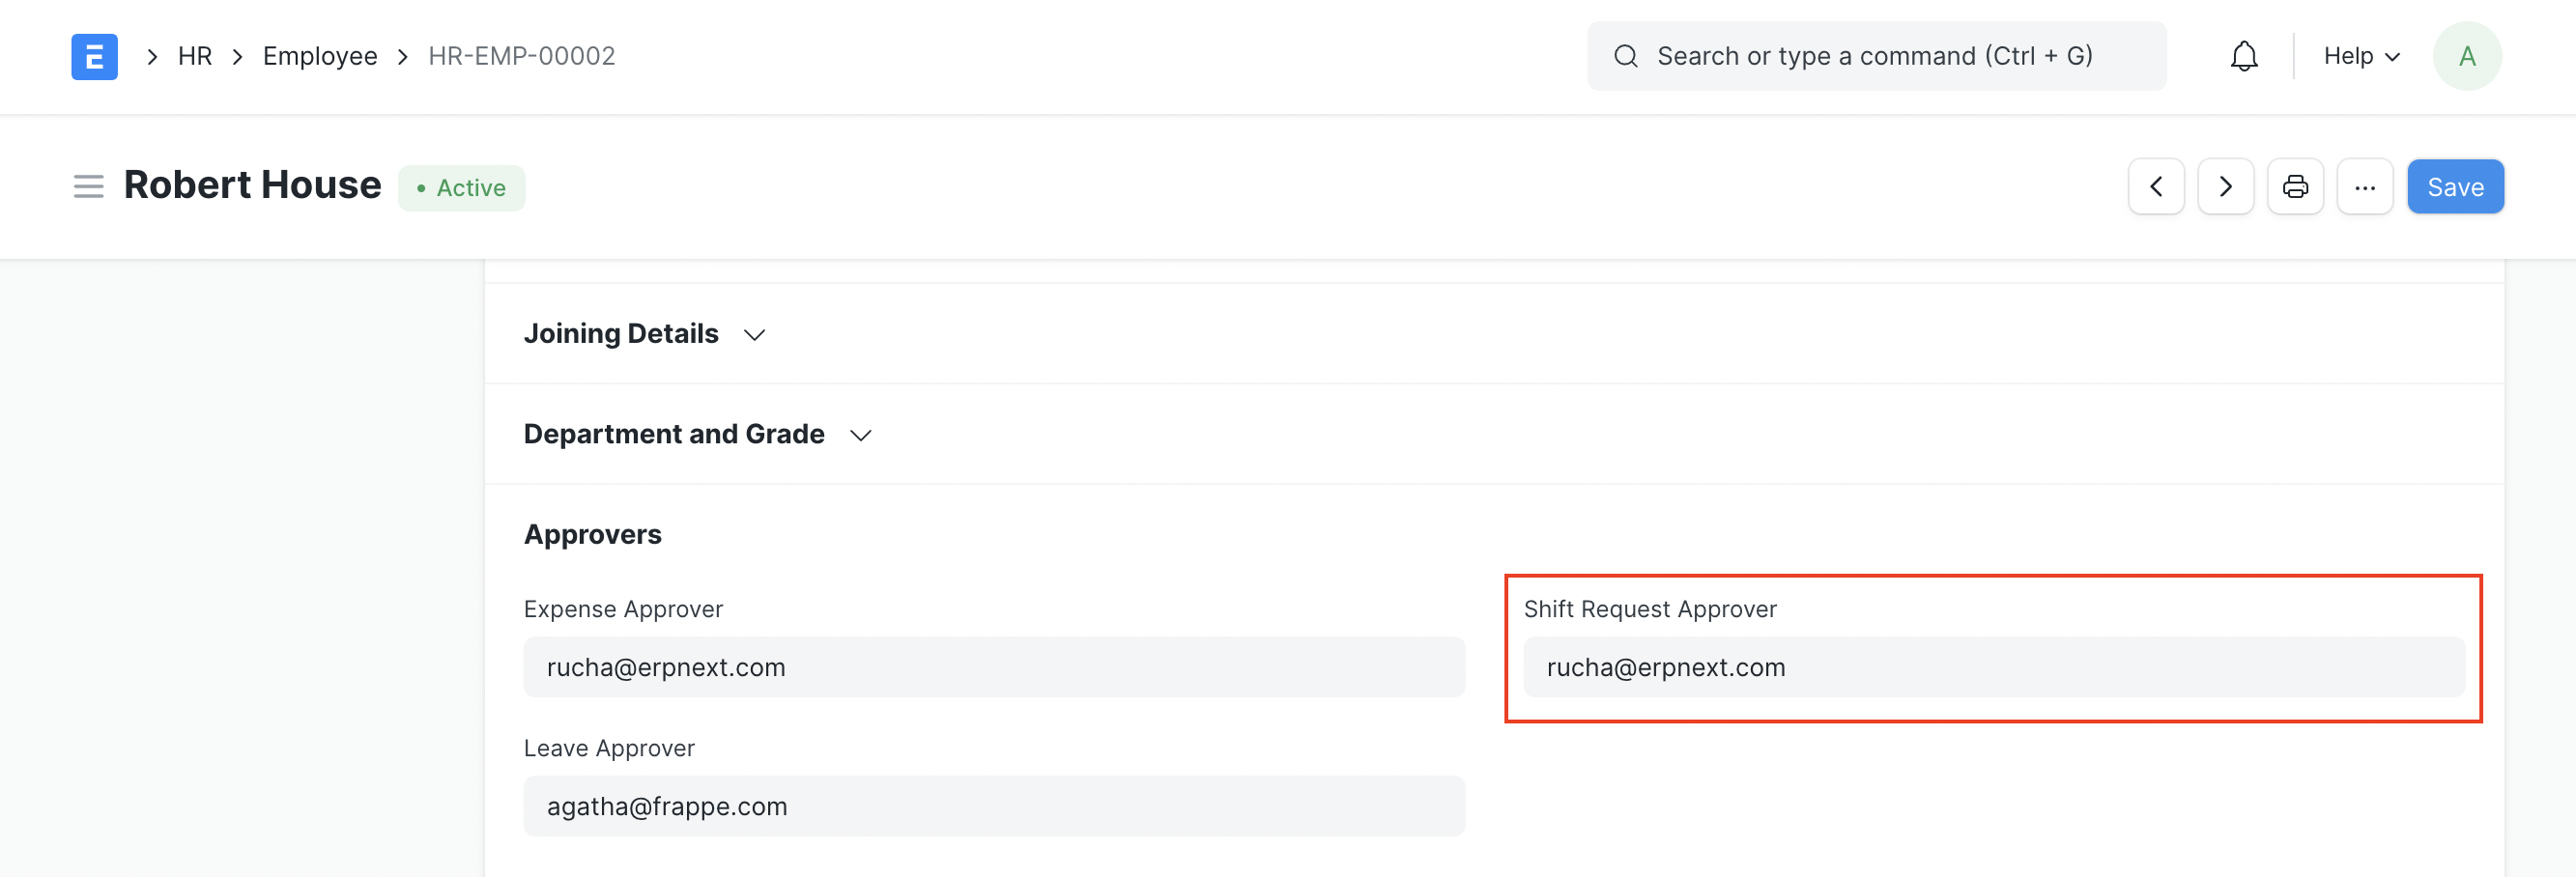 E > HR > Employee > HR-EMP-00002
Search or type a command (Ctrl + G)
Help
A
Robert House
• Active
...
Save
Joining Details
Department and Grade
Approvers
Expense Approver
rucha@erpnext.com
Shift Request Approver
rucha@erpnext.com
Leave Approver
agatha@frappe.com